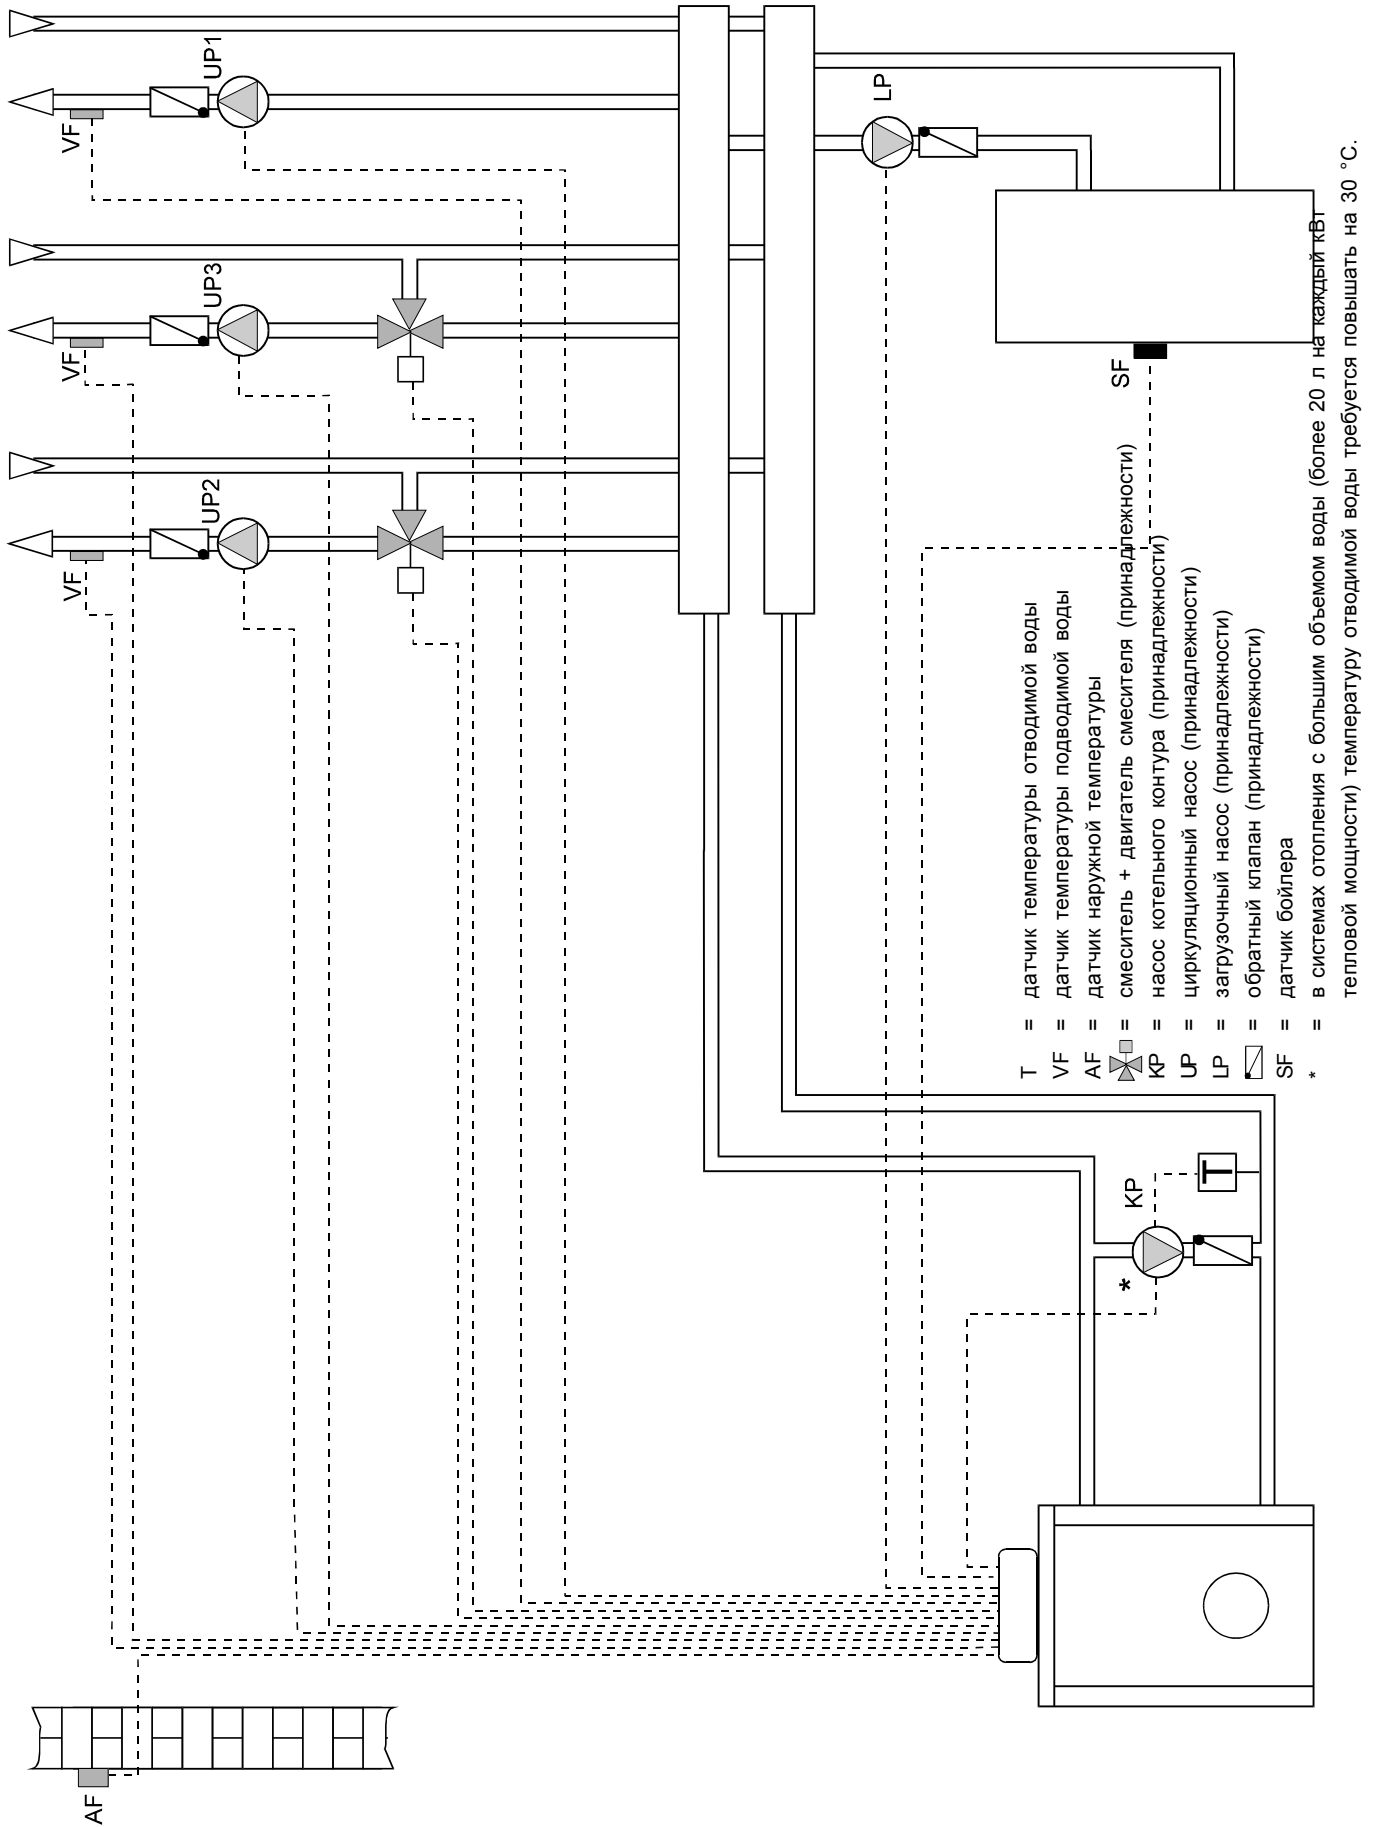 AF
VF
UP2
VF
UP3
VF
UP1
LP
SF
KP
*
T
T = датчик температуры отводимой воды
VF = датчик температуры подводимой воды
AF = датчик наружной температуры
= смеситель + двигатель смесителя (принадлежности)
KP = насос котельного контура (принадлежности)
UP = циркуляционный насос (принадлежности)
LP = загрузочный насос (принадлежности)
= обратный клапан (принадлежности)
SF = датчик бойлера
* = в системах отопления с большим объемом воды (более 20 л на каждый кВт
тепловой мощности) температуру отводимой воды требуется повышать на 30 °C.